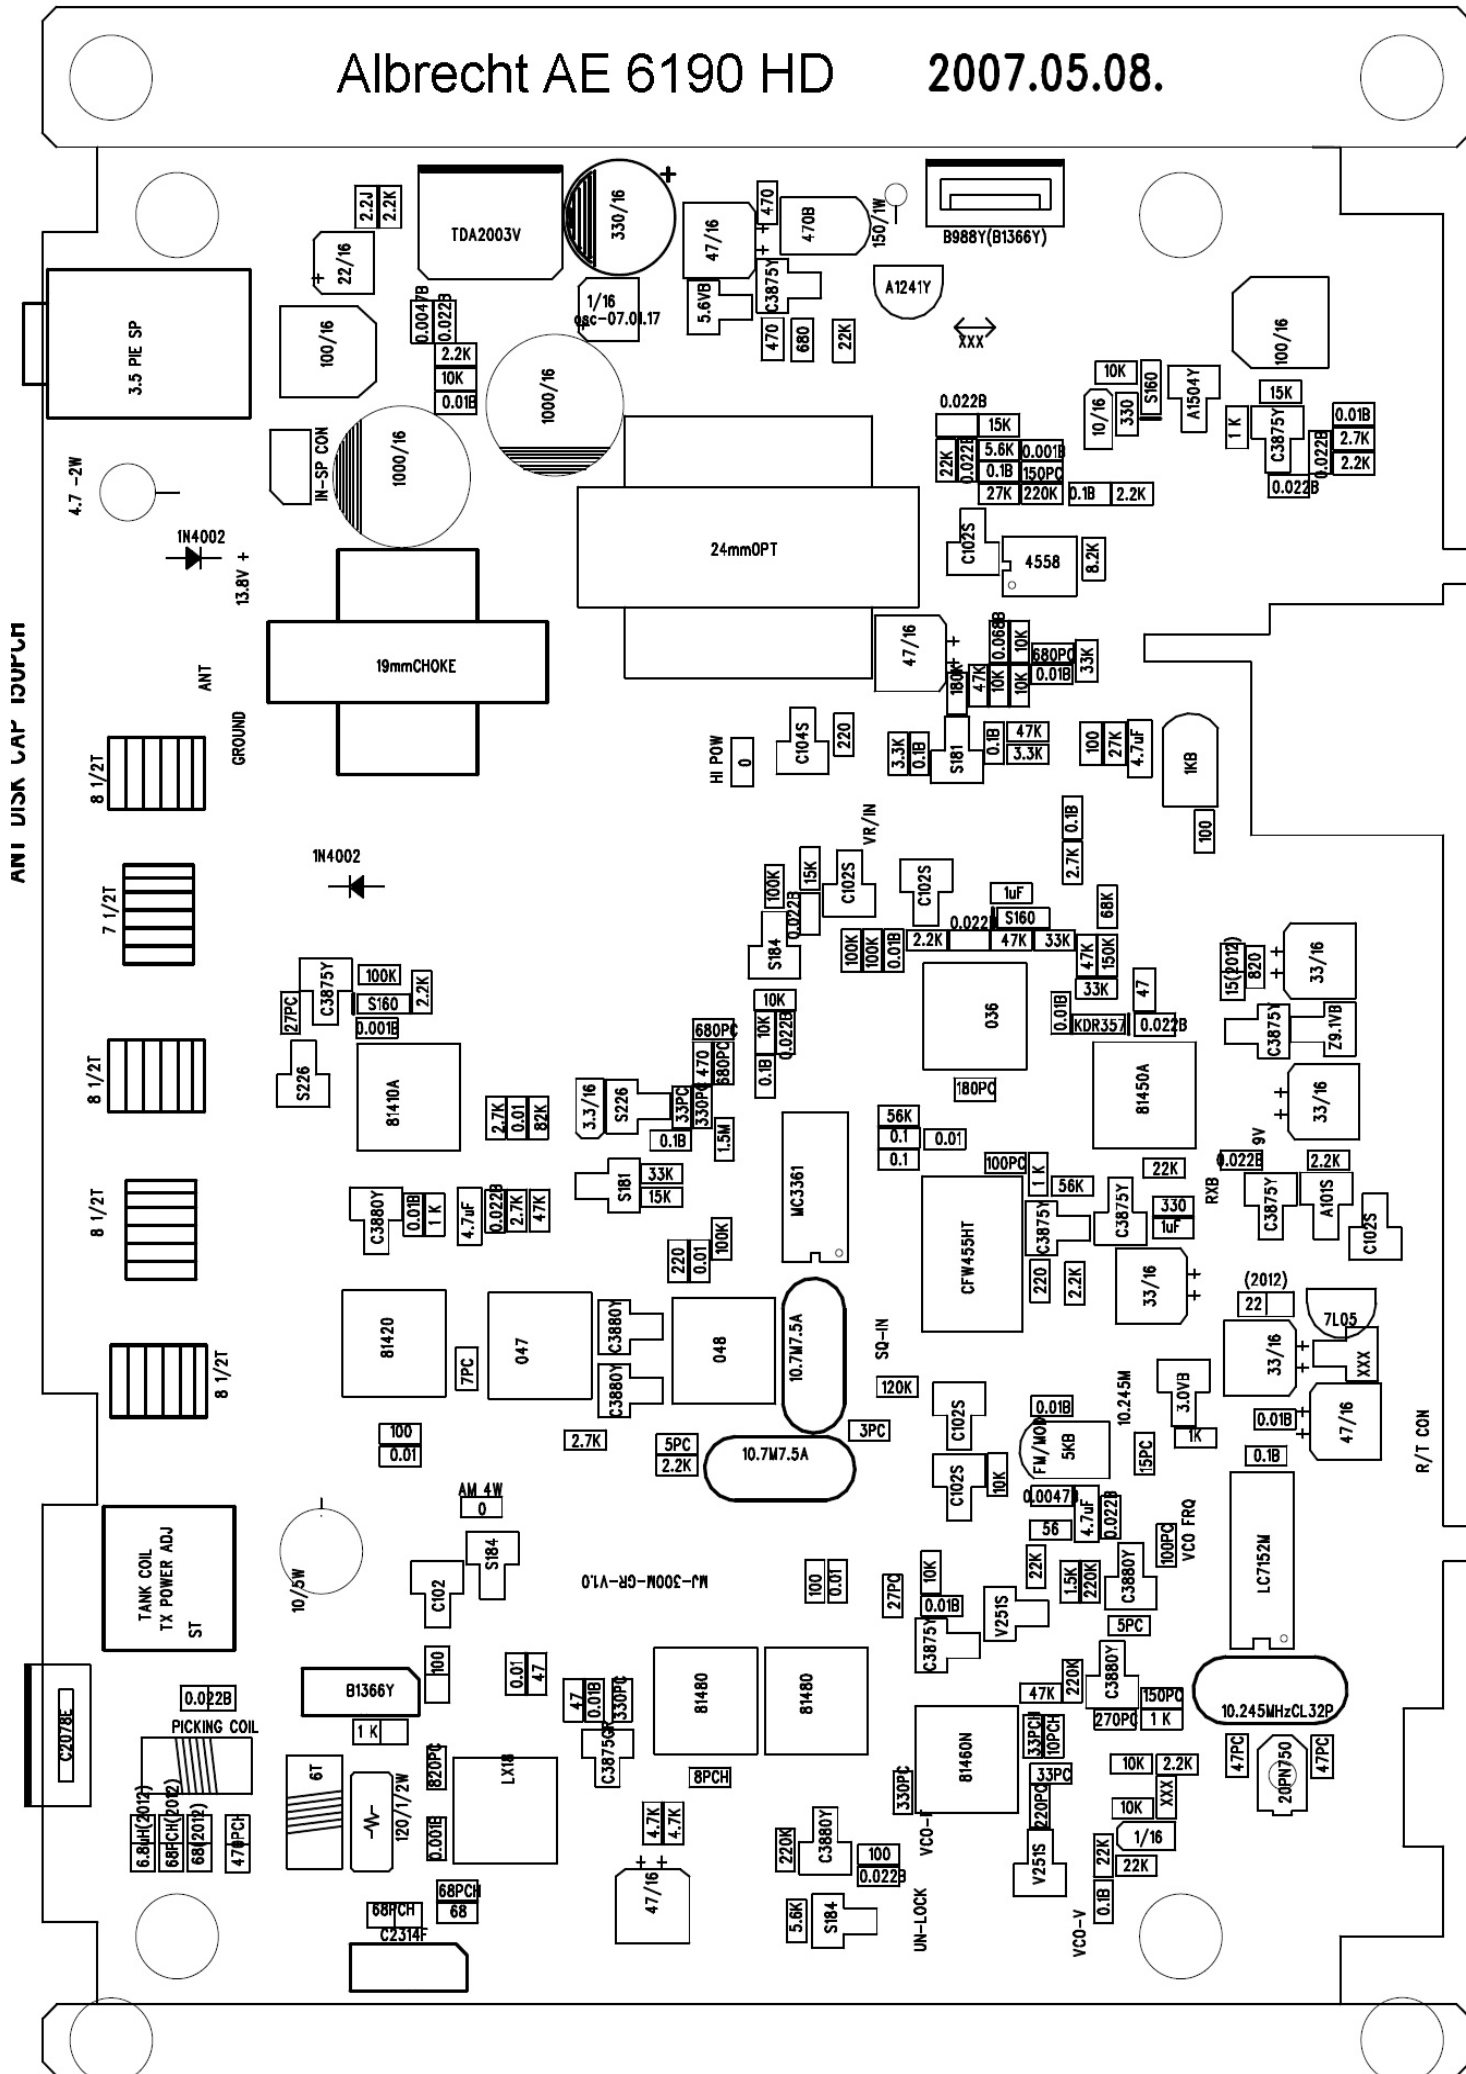 Albrecht AE 6190 HD
2007.05.08.
2.2J
2.2K
TDA2003V
330/16
+
47/16
+
+
470
470B
150/1W
B988Y(B1366Y)
22/16
+
1/16
osc-07.01.17
5.6VB
C3875Y
A1241Y
XXX
3.5 PIE SP
100/16
0.0047B
0.022B
2.2K
10K
0.01B
1000/16
470
680
22K
100/16
10K
S160
A1504Y
10/16
330
15K
1 K
C3875Y
0.022B
0.01B
2.7K
2.2K
0.022B
4.7 -2W
IN-SP CON
1000/16
0.022B
15K
22K
0.022B
5.6K
0.001B
0.1B
150PC
27K
220K
0.1B
2.2K
1N4002
13.8V +
24mmOPT
C102S
4558
8.2K
19mmCHOKE
47/16
+
+
0.068B
10K
680PC
33K
180K
47K
10K
10K
0.01B
ANT DISK CAP 150PCH
ANT
GROUND
8 1/2T
HI POW
0
C104S
220
3.3K
0.1B
S181
0.1B
47K
3.3K
100
27K
4.7uF
1KB
100
0.1B
2.7K
VR/IN
1N4002
7 1/2T
100K
15K
C102S
C102S
1uF
S160
0.022B
68K
S184
0.022B
100K
100K
0.01B
2.2K
47K
33K
47K
150K
33K
47
15(2012)
820
+
+
33/16
C3875Y
100K
27PC
S160
2.2K
0.001B
10K
10K
0.022B
680PC
036
0.01B
KDR357
0.022B
C3875Y
Z9.1VB
8 1/2T
S226
81410A
470
680PC
0.1B
180PC
81450A
+
+
33/16
2.7K
0.01
82K
3.3/16
S226
33PC
330PC
0.1B
1.5M
MC3361
56K
0.1
0.01
0.1
9V
S181
33K
15K
100PC
1 K
56K
22K
RXB
0.022B
2.2K
8 1/2T
C3880Y
0.01B
1 K
4.7uF
0.022B
2.7K
47K
CFW455HT
C3875Y
C3875Y
330
1uF
C3875Y
A101S
C102S
220
0.01
100K
220
2.2K
33/16
+
+
(2012)
22
7L05
81420
047
C3880Y
C3880Y
048
10.7M7.5A
SQ-IN
33/16
+
+
XXX
7PC
8 1/2T
120K
C102S
0.01B
10.245M
3.0VB
0.01B
+
+
47/16
R/T CON
100
0.01
2.7K
5PC
2.2K
10.7M7.5A
3PC
FM/MOD
5KB
15PC
1K
0.1B
C102S
10K
0.0047B
4.7uF
0.022B
AM 4W
0
56
100PC
VCO FRQ
LC7152M
TANK COIL
TX POWER ADJ
ST
10/5W
S184
C102
MJ-300M-GR-V1.0
100
0.01
27PC
10K
0.01B
22K
1.5K
220K
C3880Y
C3875Y
V251S
5PC
100
B1366Y
0.01
47
47
0.01B
330PC
81480
81480
47K
220K
C3880Y
150PC
270PC
1 K
10.245MHzCL32P
C2078E
0.022B
PICKING COIL
1 K
820PC
LX18
C3875GR
8PCH
330PC
81460N
33PCH
10PCH
33PC
10K
2.2K
47PC
20PN750
47PC
6T
120/1/2W
220PC
10K
XXX
VCO-T
6.8uH(2012)
68PCH(2012)
68(2012)
470PCH
0.001B
4.7K
4.7K
220K
C3880Y
100
0.022B
V251S
1/16
22K
22K
+
+
47/16
68PCH
68
68PCH
C2314F
5.6K
S184
UN-LOCK
0.1B
VCO-V